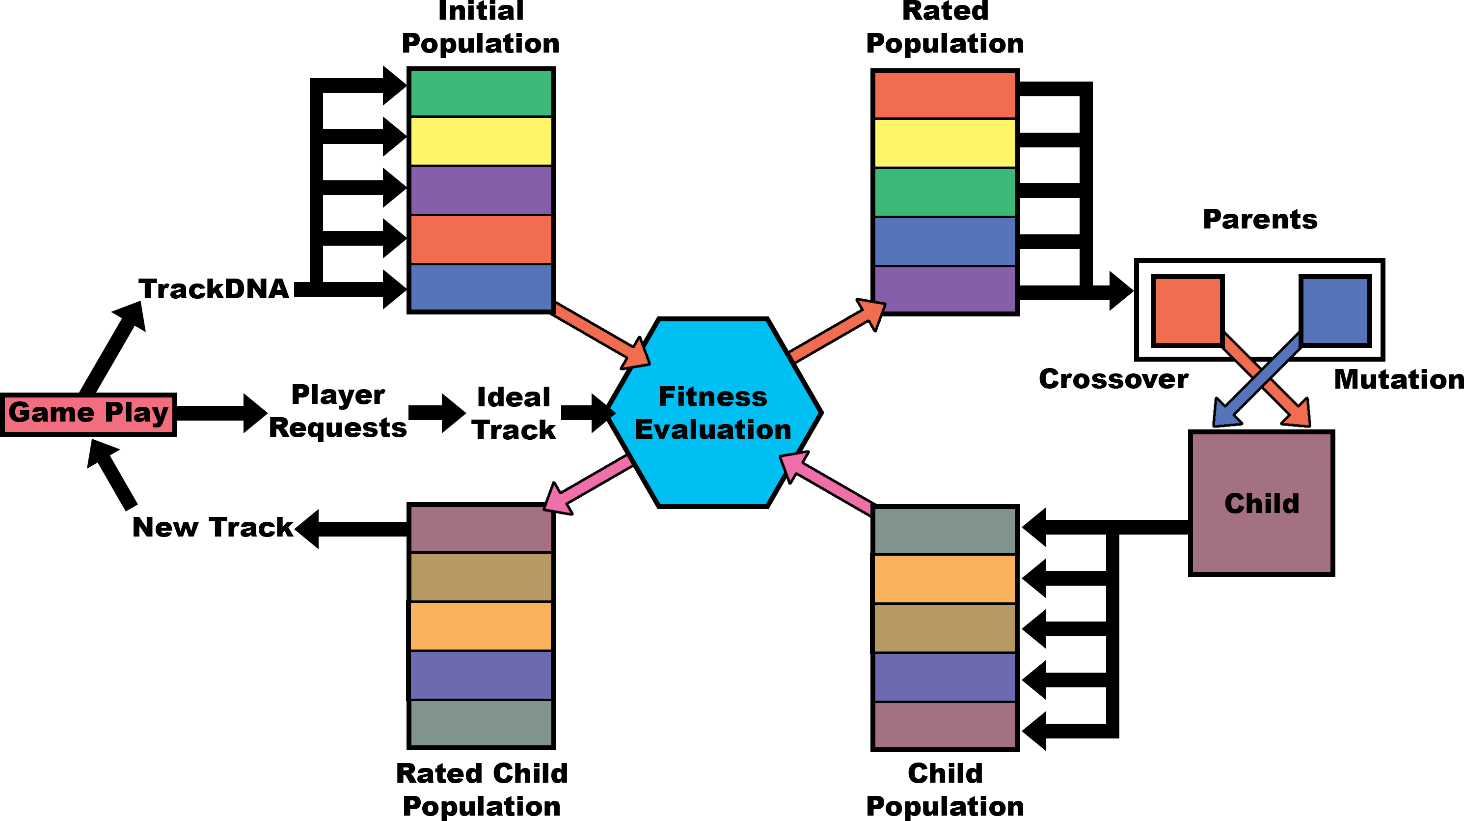 Initial
Population
Rated
Population
Parents
TrackDNA
Crossover
Mutation
Game Play
Player
Requests
Ideal
Track
Fitness
Evaluation
Child
New Track
Rated Child
Population
Child
Population